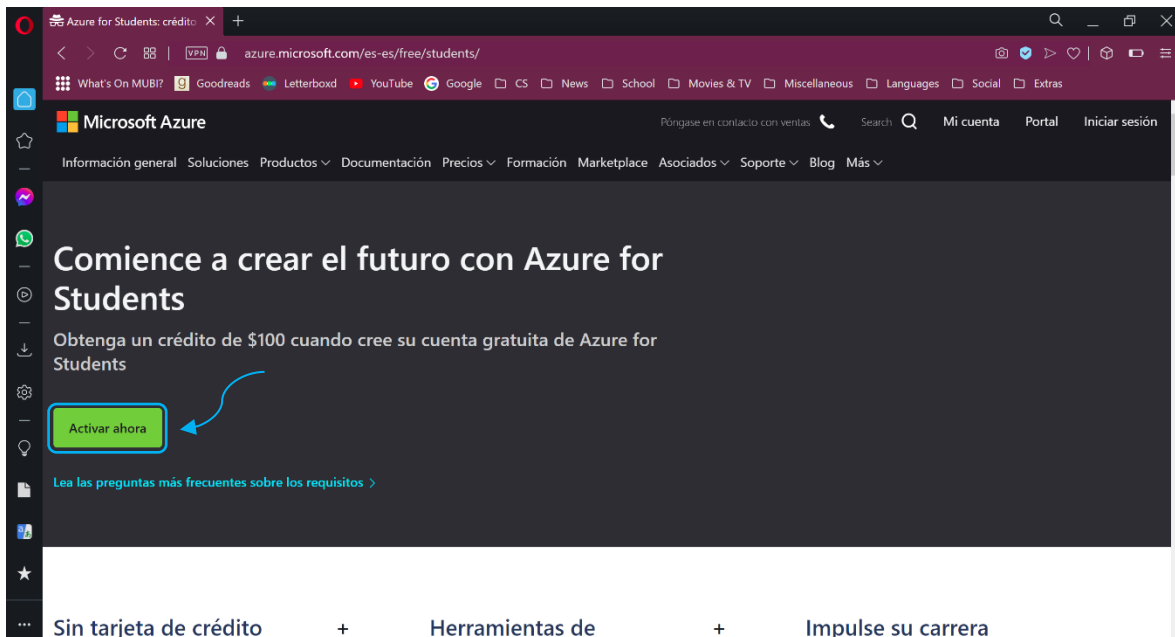 Azure for Students: crédito
VPN
azure.microsoft.com/es-es/free/students/
What's On MUBI? Goodreads Letterboxd YouTube Google CS News School Movies & TV Miscellaneous Languages Social Extras
Microsoft Azure Póngase en contacto con ventas Search Mi cuenta Portal Iniciar sesión
Información general Soluciones Productos Documentación Precios Formación Marketplace Asociados Soporte Blog Más
Comience a crear el futuro con Azure for
Students
Obtenga un crédito de $100 cuando cree su cuenta gratuita de Azure for
Students
Activar ahora
Lea las preguntas más frecuentes sobre los requisitos >
Sin tarjeta de crédito + Herramientas de + Impulse su carrera